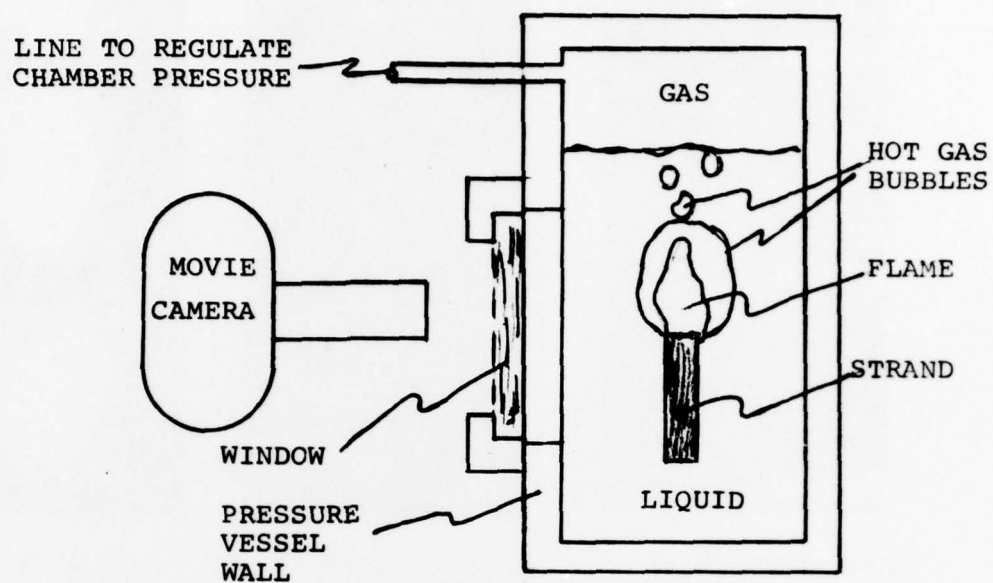 LINE TO REGULATE
CHAMBER PRESSURE
GAS
HOT GAS
BUBBLES
MOVIE
CAMERA
FLAME
STRAND
WINDOW
LIQUID
PRESSURE
VESSEL
WALL